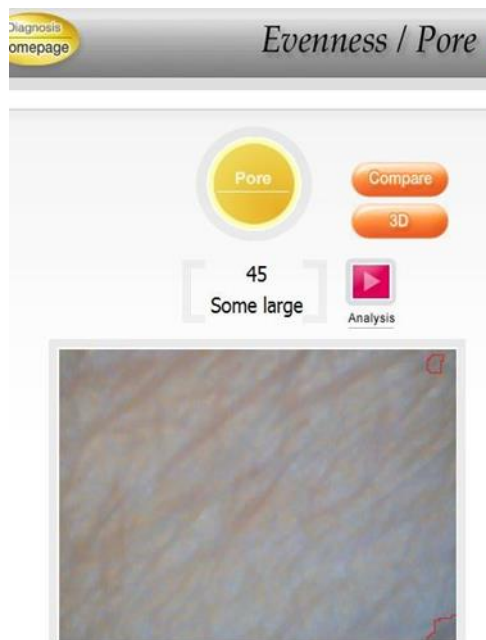 Diagnosis
omepage
Evenness / Pore
Pore
Compare
3D
45
Some large
Analysis